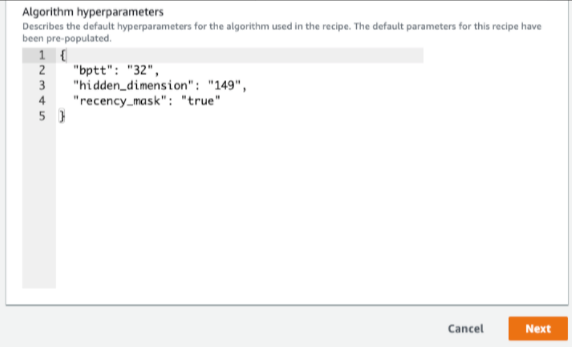 Algorithm hyperparameters
Describes the default hyperparameters for the algorithm used in the recipe. The default parameters for this recipe have
been pre-populated.
1 {
2 "bptt": "32",
3 "hidden_dimension": "149",
4 "recency_mask": "true"
5 }
Cancel Next